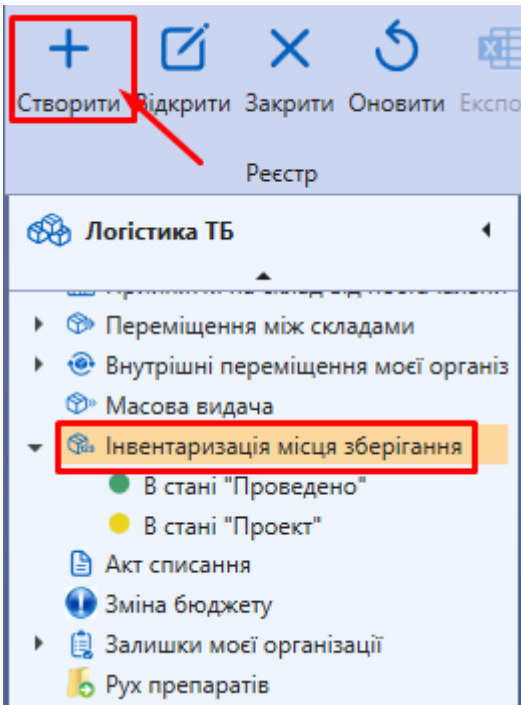 Створити Відкрити Закрити Оновити Експо
Реєстр
Логістика ТБ
Переміщення між складами
Внутрішні переміщення моєї організ
Масова видача
Інвентаризація місця зберігання
В стані "Проведено"
В стані "Проект"
Акт списання
Зміна бюджету
Залишки моєї організації
Рух препаратів